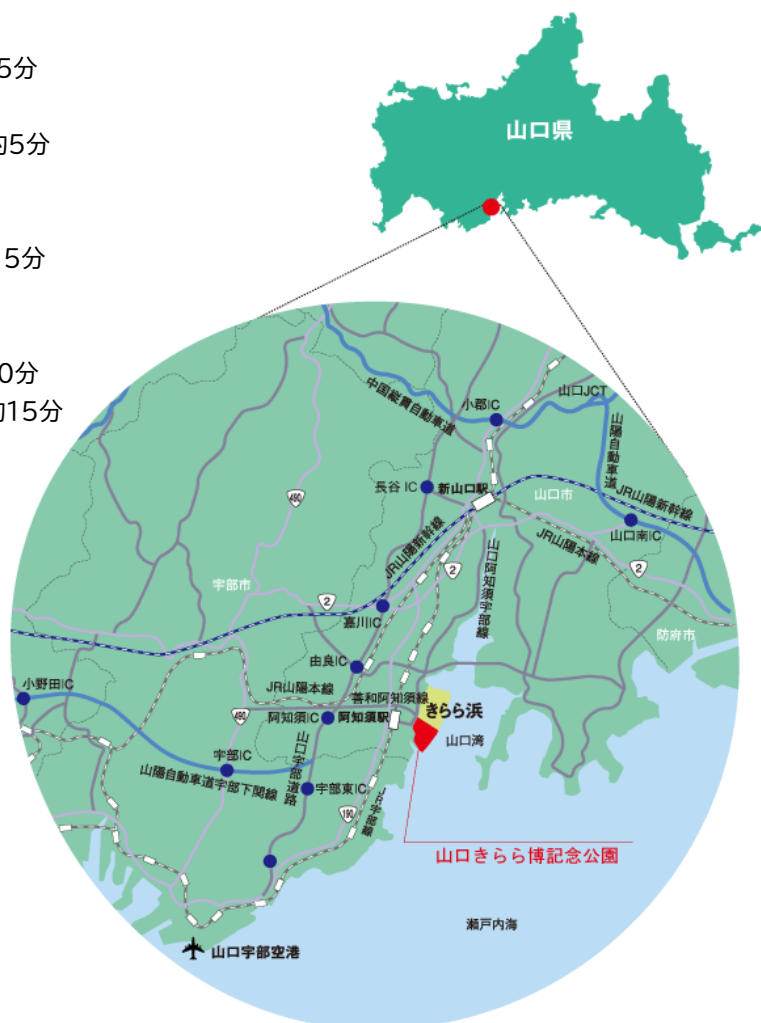 5分
約5分
5分
0分
約15分
山口県
中国縦貫自動車道
小郡IC
山口JCT
山陽自動車道
長谷 IC
新山口駅
山口市
JR山陽新幹線
山口南IC
JR山陽本線
2
490
JR山陽新幹線
2
山口阿知須宇部線
宇部市
2
嘉川IC
防府市
由良IC
小野田IC
JR山陽本線
善和阿知須線
きらら浜
490
阿知須IC
阿知須駅
山口湾
宇部IC
山陽自動車道宇部下関線
山口宇部道路
宇部東IC
190
JR宇部線
山口きらら博記念公園
瀬戸内海
山口宇部空港